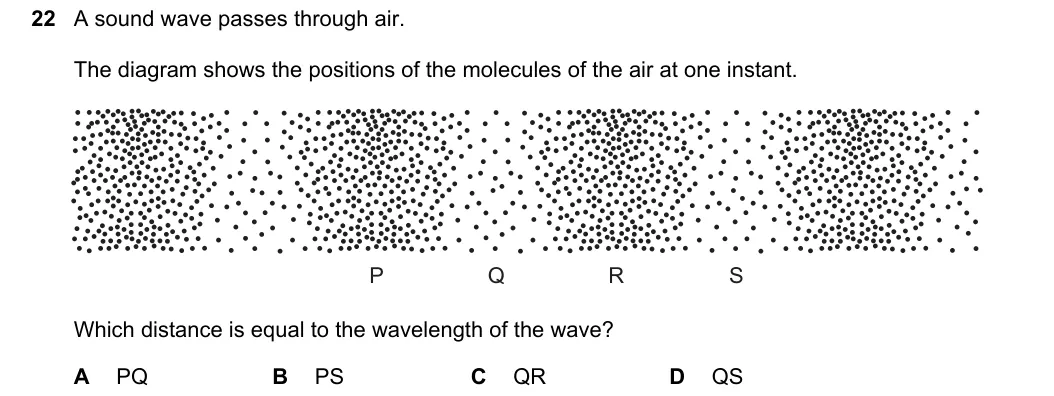 22 A sound wave passes through air.
The diagram shows the positions of the molecules of the air at one instant.
P Q R S
Which distance is equal to the wavelength of the wave?
A PQ B PS C QR D QS